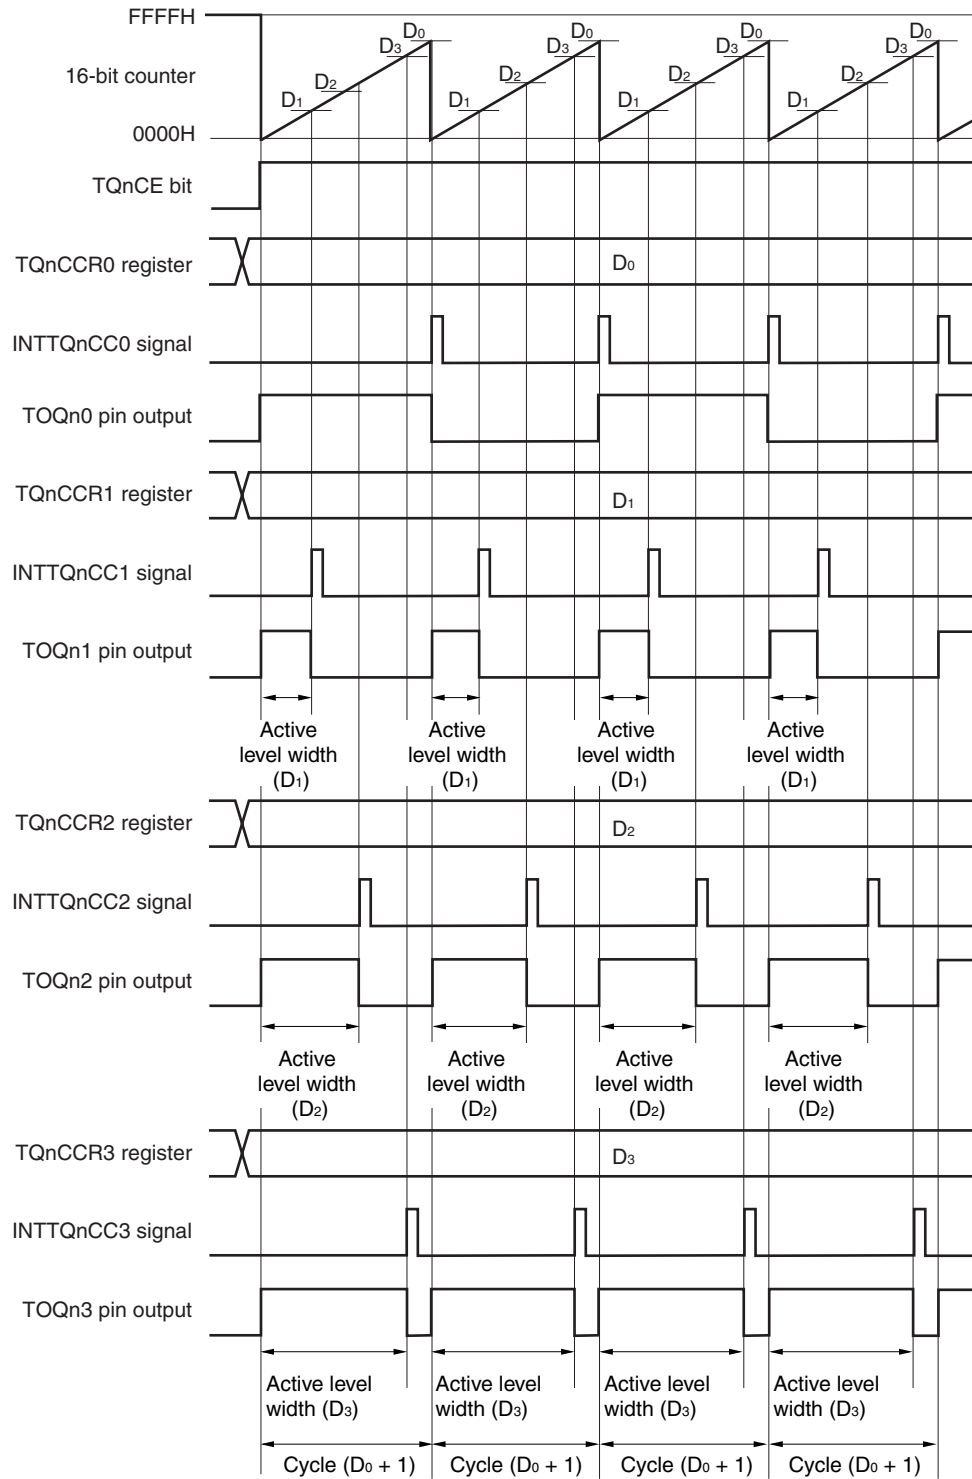 FFFFH
D0 D0 D0 D0
D3 D3 D3 D3
16-bit counter
D2 D2 D2 D2
D1 D1 D1 D1
0000H
TQnCE bit
TQnCCR0 register
D0
INTTQnCC0 signal
TOQn0 pin output
TQnCCR1 register
D1
INTTQnCC1 signal
TOQn1 pin output
Active Active Active Active
level width level width level width level width
(D1) (D1) (D1) (D1)
TQnCCR2 register
D2
INTTQnCC2 signal
TOQn2 pin output
Active Active Active Active
level width level width level width level width
(D2) (D2) (D2) (D2)
TQnCCR3 register
D3
INTTQnCC3 signal
TOQn3 pin output
Active level Active level Active level Active level
width (D3) width (D3) width (D3) width (D3)
Cycle (D0 + 1) Cycle (D0 + 1) Cycle (D0 + 1) Cycle (D0 + 1)